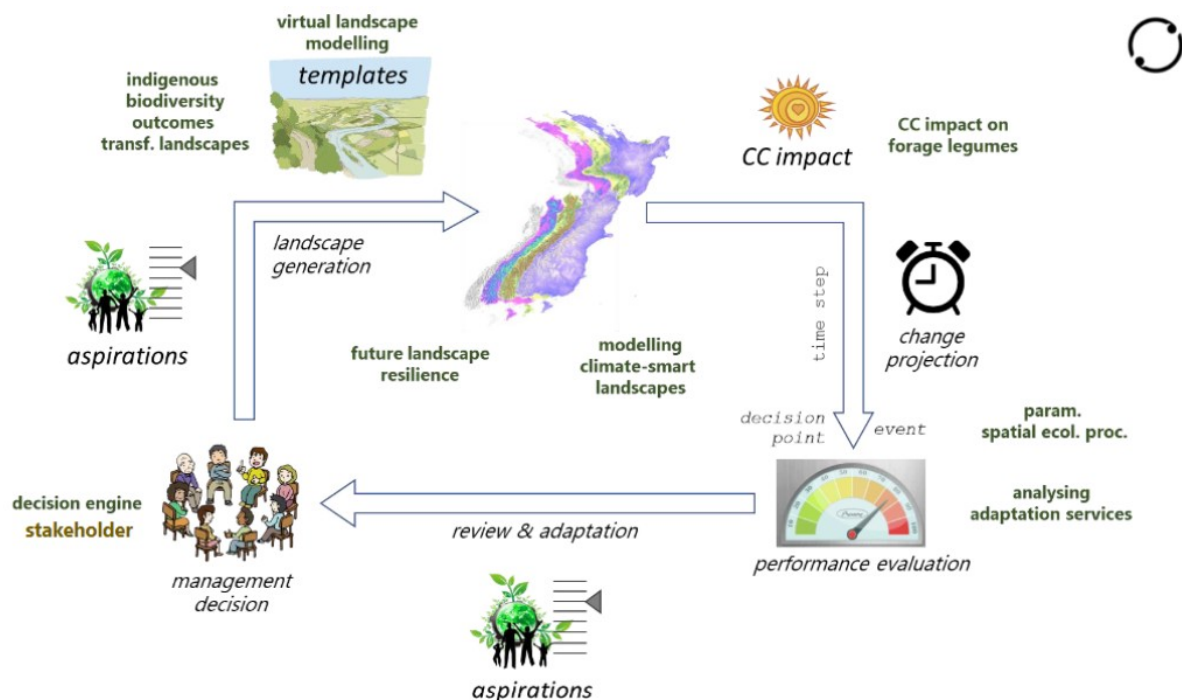 virtual landscape
modelling
templates
indigenous
biodiversity
outcomes
transf. landscapes
CC impact
CC impact on
forage legumes
landscape
generation
aspirations
time step
change
projection
future landscape
resilience
modelling
climate-smart
landscapes
decision
point
event
param.
spatial ecol. proc.
decision engine
stakeholder
management
decision
review & adaptation
performance evaluation
analysing
adaptation services
aspirations